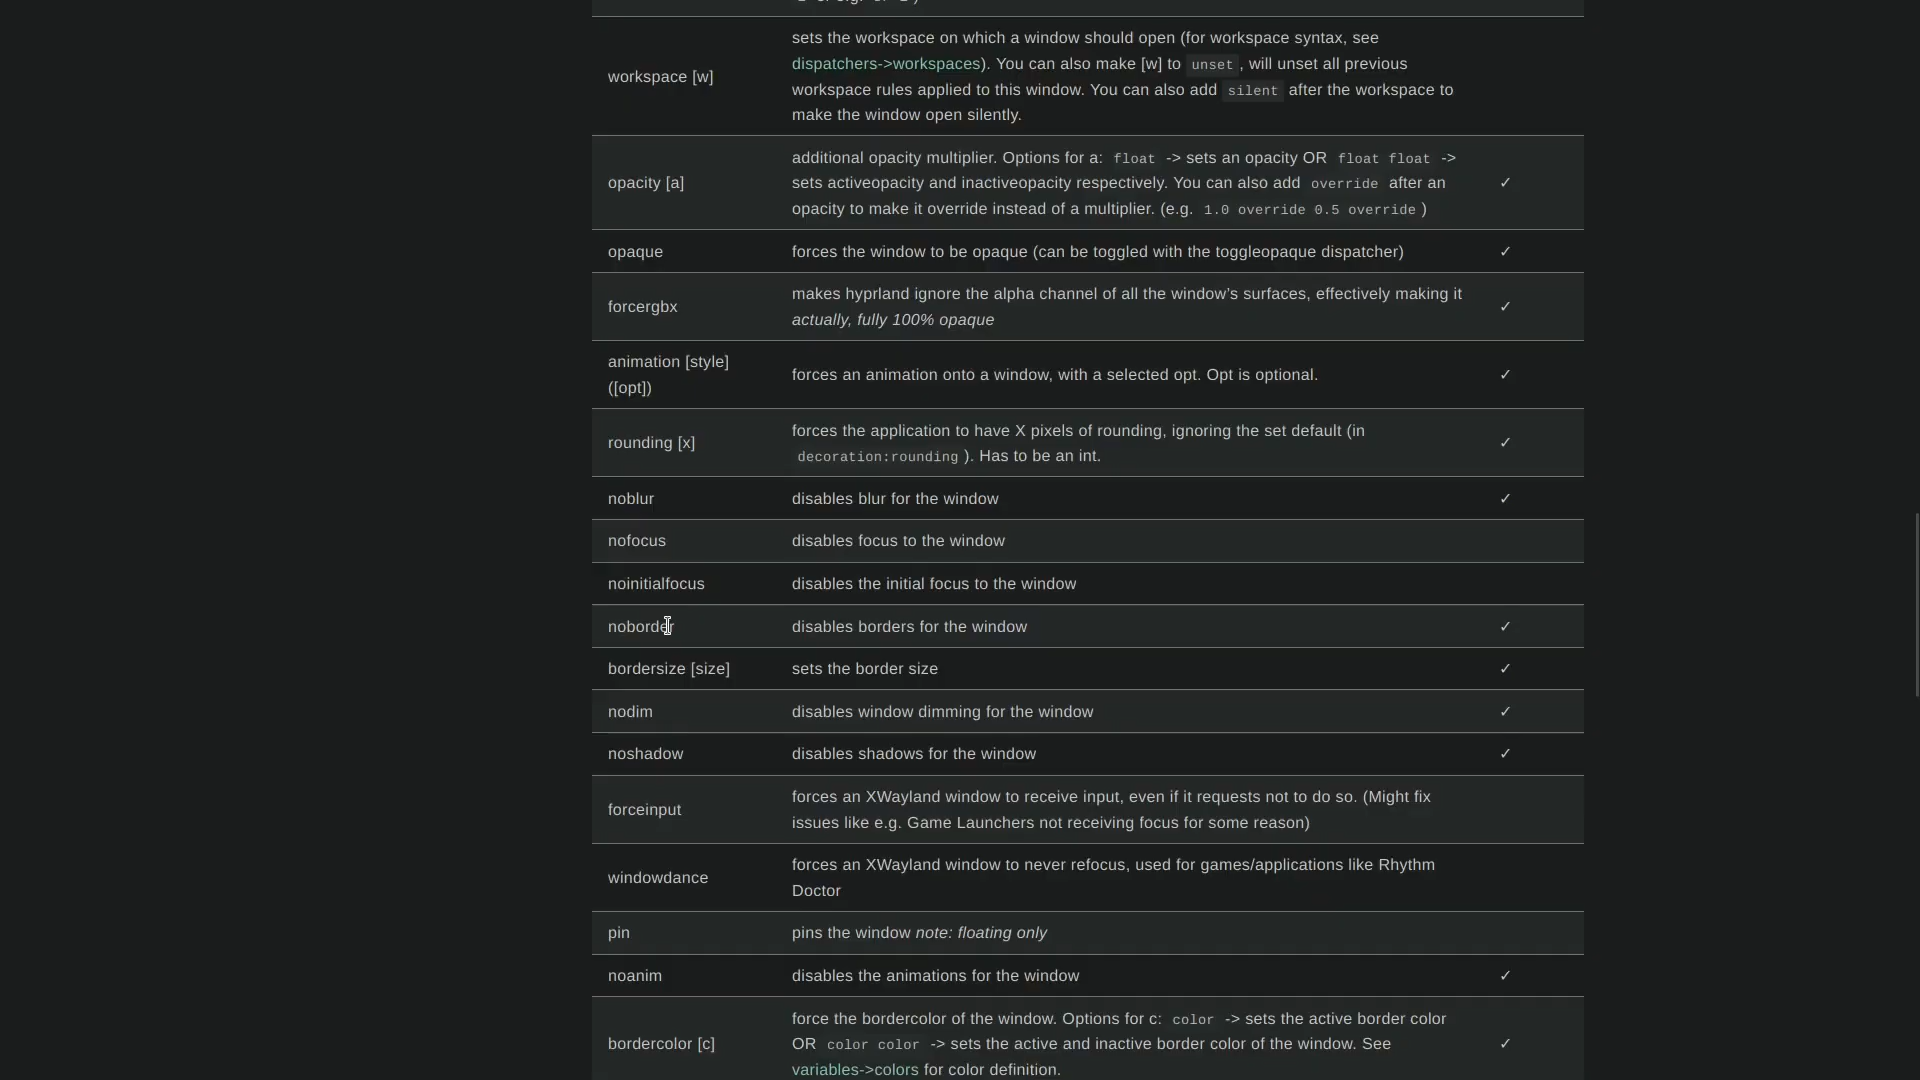 workspace [w]
sets the workspace on which a window should open (for workspace syntax, see
dispatchers->workspaces). You can also make [w] to unset, will unset all previous
workspace rules applied to this window. You can also add silent after the workspace to
make the window open silently.
opacity [a]
additional opacity multiplier. Options for a: float -> sets an opacity OR float float ->
sets activeopacity and inactiveopacity respectively. You can also add override after an
opacity to make it override instead of a multiplier. (e.g. 1.0 override 0.5 override )
✓
opaque
forces the window to be opaque (can be toggled with the toggleopaque dispatcher)
✓
forcergbx
makes hyprland ignore the alpha channel of all the window’s surfaces, effectively making it
actually, fully 100% opaque
✓
animation [style]
([opt])
forces an animation onto a window, with a selected opt. Opt is optional.
✓
rounding [x]
forces the application to have X pixels of rounding, ignoring the set default (in
decoration:rounding ). Has to be an int.
✓
noblur
disables blur for the window
✓
nofocus
disables focus to the window
noinitialfocus
disables the initial focus to the window
noborder
disables borders for the window
✓
bordersize [size]
sets the border size
✓
nodim
disables window dimming for the window
✓
noshadow
disables shadows for the window
✓
forceinput
forces an XWayland window to receive input, even if it requests not to do so. (Might fix
issues like e.g. Game Launchers not receiving focus for some reason)
windowdance
forces an XWayland window to never refocus, used for games/applications like Rhythm
Doctor
pin
pins the window note: floating only
noanim
disables the animations for the window
✓
bordercolor [c]
force the bordercolor of the window. Options for c: color -> sets the active border color
OR color color -> sets the active and inactive border color of the window. See
variables->colors for color definition.
✓